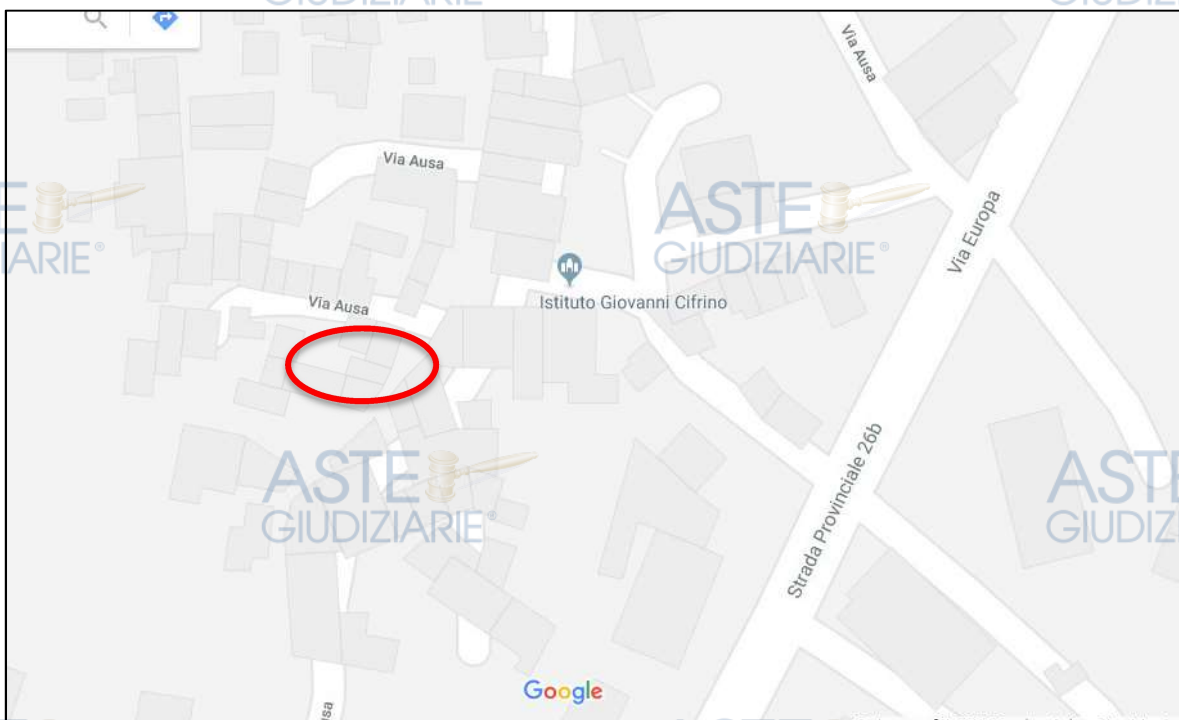 GIUDIZIARIE
Via Ausa
Via Ausa
ASTE
GIUDIZIARIE®
Via Europa
Istituto Giovanni Cifrino
Via Ausa
Strada Provinciale 26b
ASTE
GIUDIZIARIE®
Google